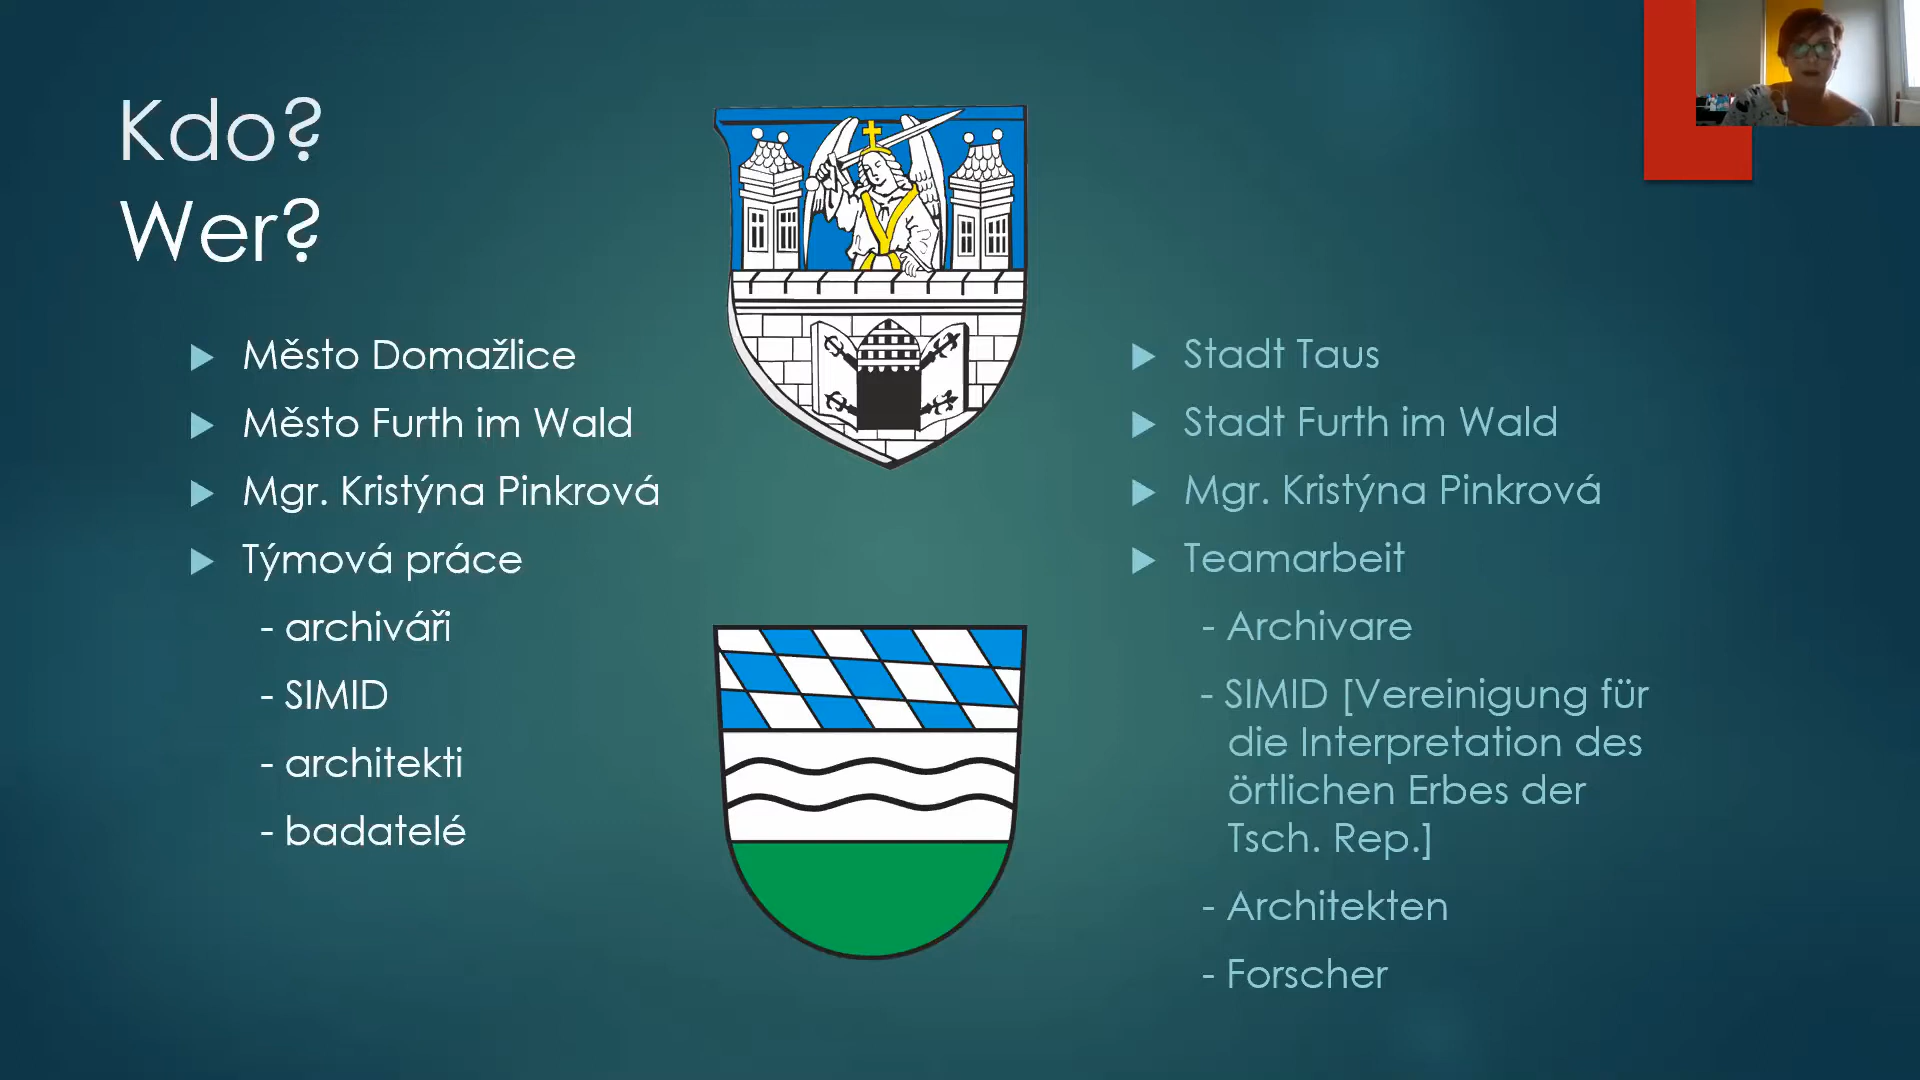 Kdo?
Wer?
Město Domažlice
Město Furth im Wald
Mgr. Kristýna Pinkrová
Týmová práce
- archiváři
- SIMID
- architekti
- badatelé
Stadt Taus
Stadt Furth im Wald
Mgr. Kristýna Pinkrová
Teamarbeit
- Archivare
- SIMID [Vereinigung für
die Interpretation des
örtlichen Erbes der
Tsch. Rep.]
- Architekten
- Forscher